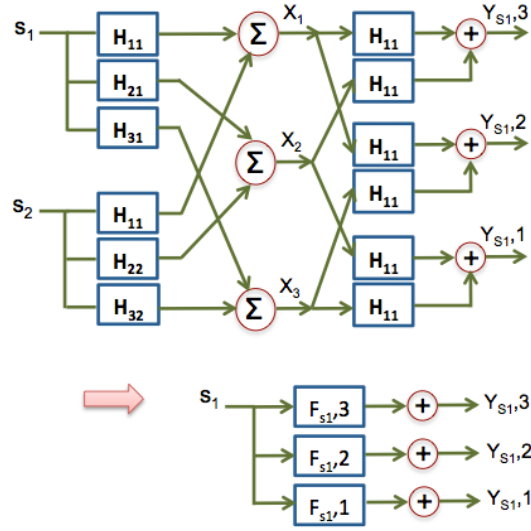 S1
H11
H21
H31
S2
H11
H22
H32
Σ
Σ
Σ
X1
X2
X3
H11
H11
H11
H11
H11
H11
+
+
+
YS1,3
YS1,2
YS1,1
S1
Fs1,3
Fs1,2
Fs1,1
+
+
+
YS1,3
YS1,2
YS1,1